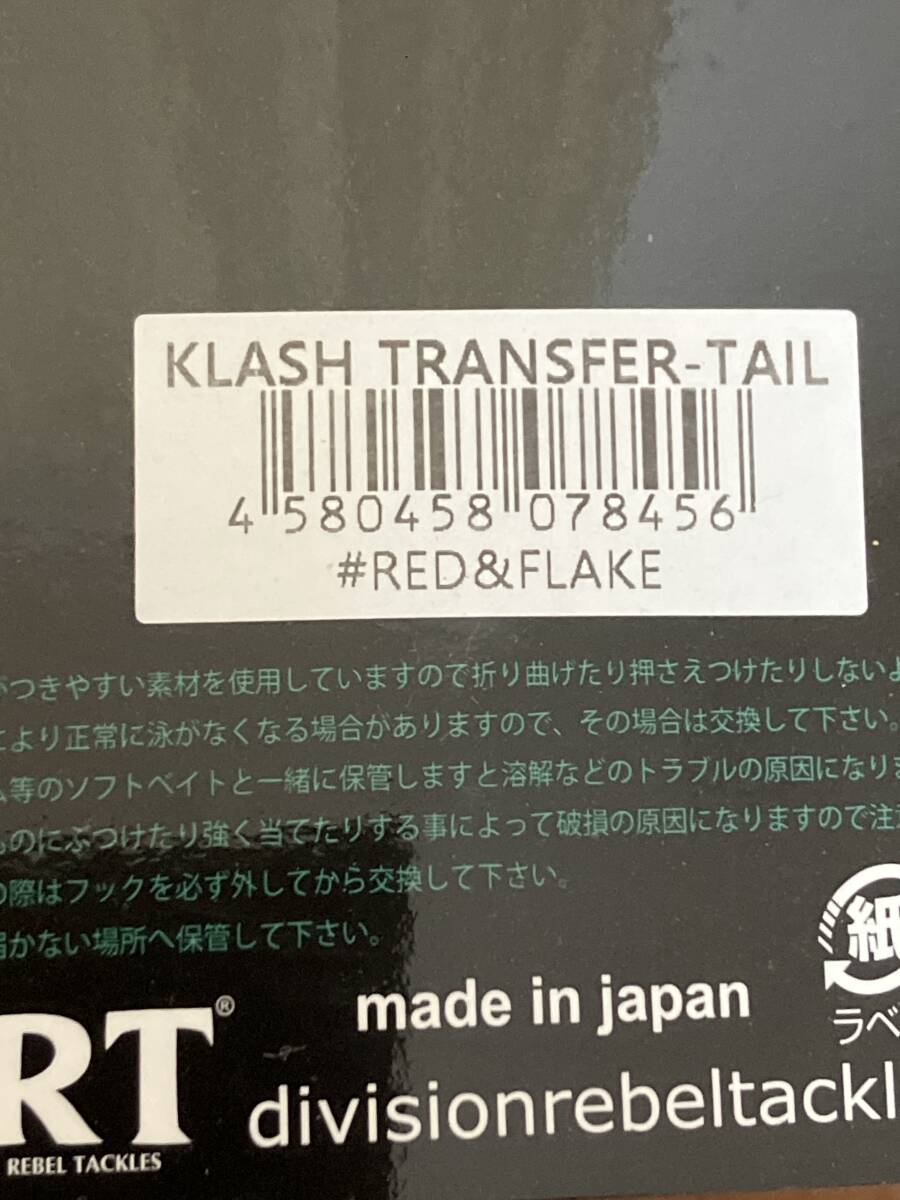 KLASH TRANSFER-TAIL
4 580458 078456
#RED&FLAKE
がつきやすい素材を使用していますので折り曲げたり押さえつけたりしないよ
により正常に泳がなくなる場合がありますので、その場合は交換して下さい。
ム等のソフトベイトと一緒に保管しますと溶解などのトラブルの原因になりま
ものにぶつけたり強く当てたりする事によって破損の原因になりますので注意
の際はフックを必ず外してから交換して下さい。
届かない場所へ保管して下さい。
紙
ラベ
RT®
made in japan
REBEL TACKLES
divisionrebeltackl